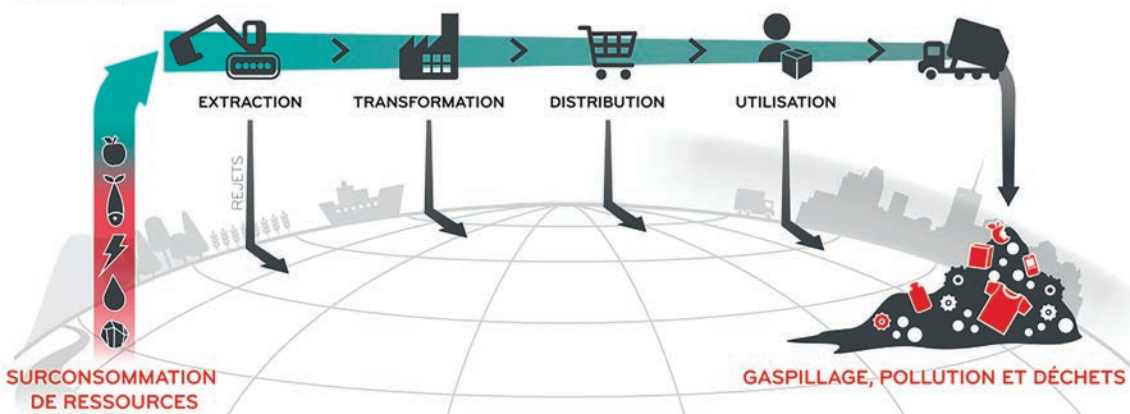 EXTRACTION
TRANSFORMATION
DISTRIBUTION
UTILISATION
REJETS
SURCONSOMMATION
DE RESSOURCES
GASPILLAGE, POLLUTION ET DÉCHETS